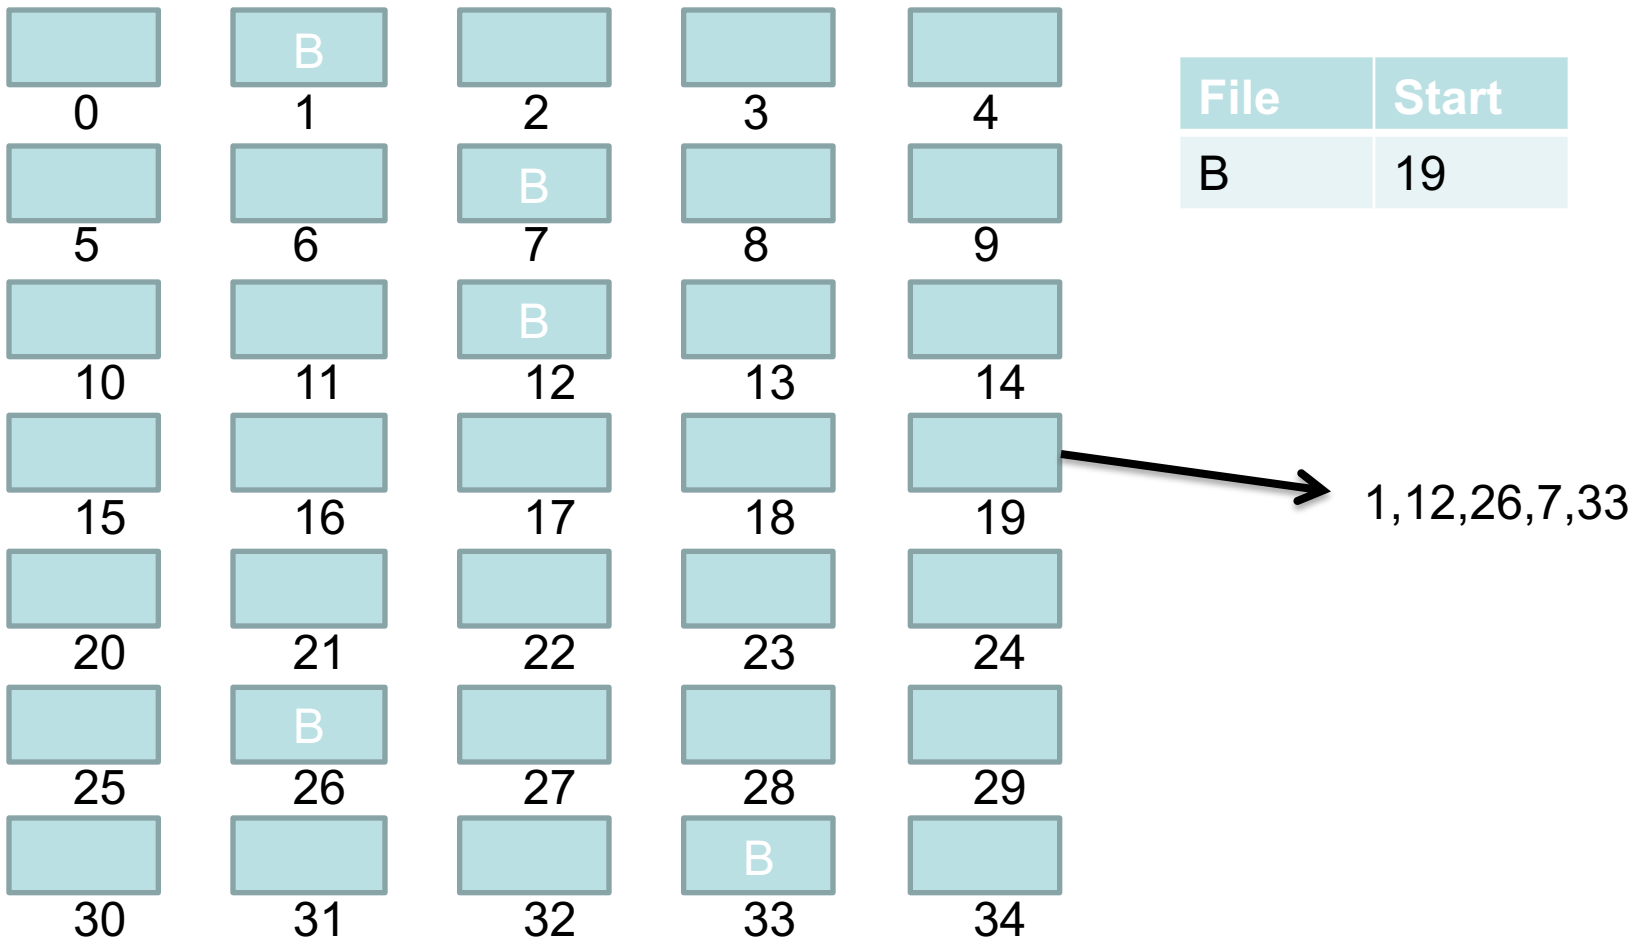 B
0 1 2 3 4
B
5 6 7 8 9
B
10 11 12 13 14
15 16 17 18 19
20 21 22 23 24
B
25 26 27 28 29
B
30 31 32 33 34
File Start
B 19
1,12,26,7,33